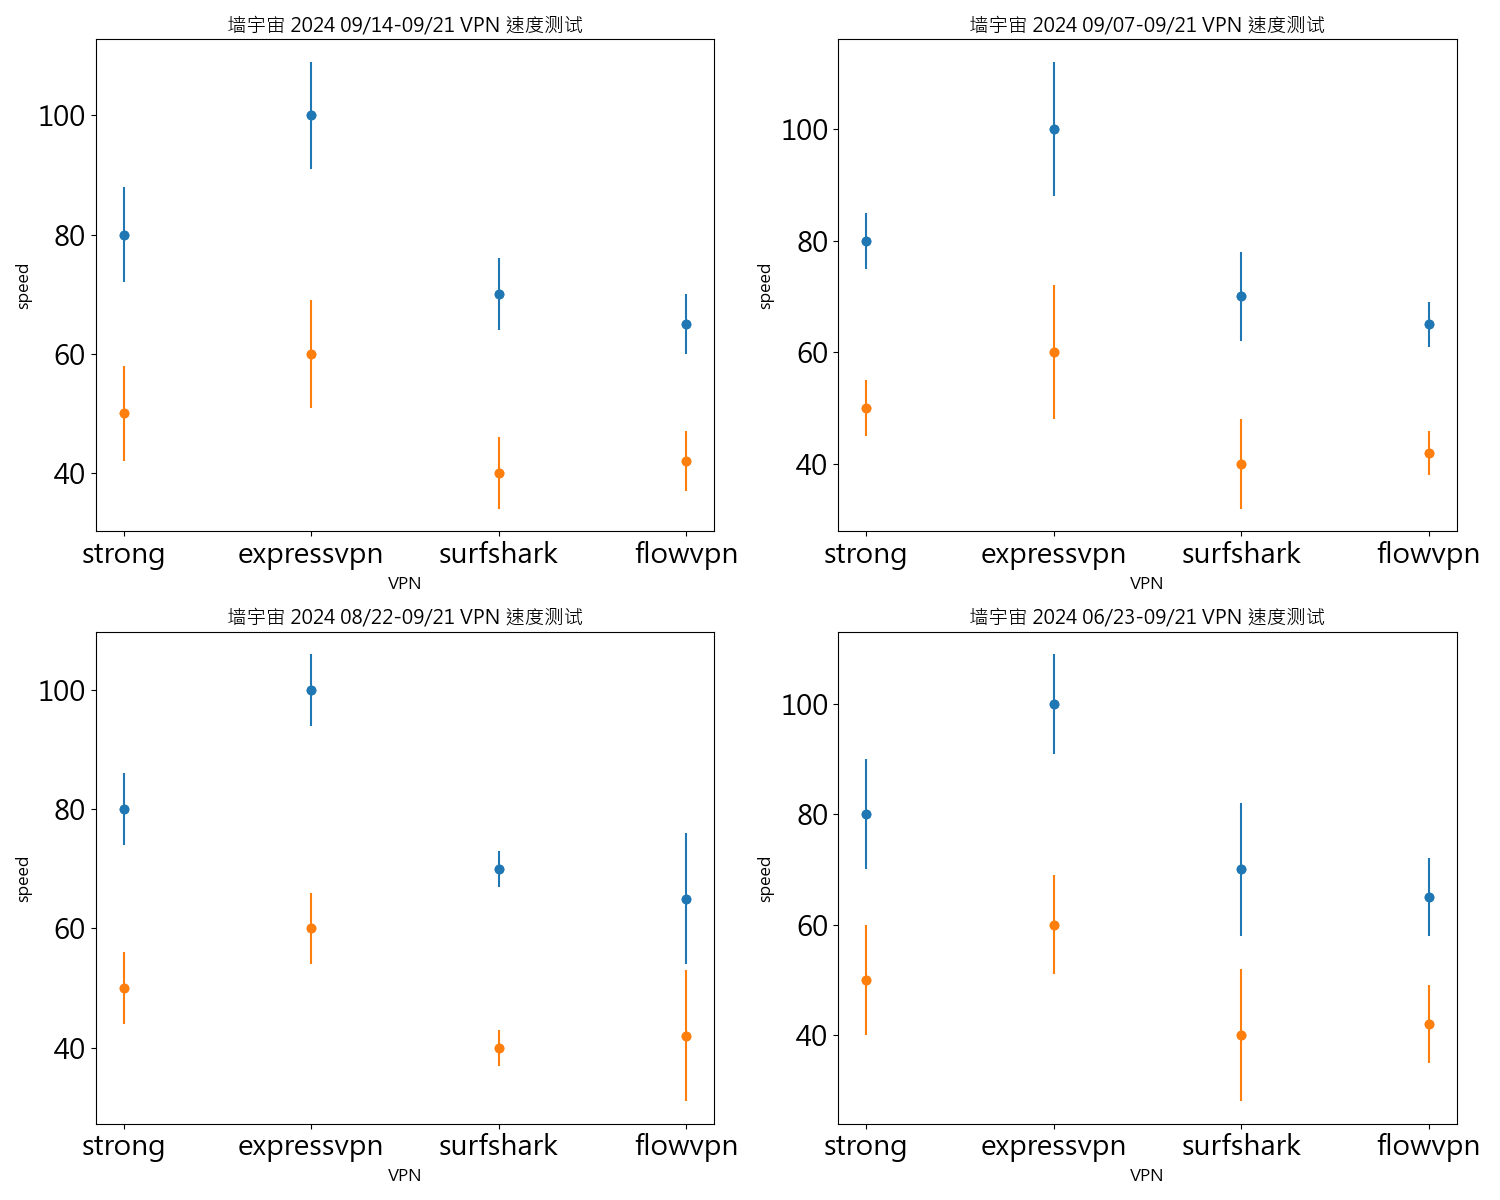 墙宇宙 2024 09/14-09/21 VPN 速度测试
100
80
60
40
speed
strong expressvpn surfshark flowvpn
VPN
墙宇宙 2024 09/07-09/21 VPN 速度测试
100
80
60
40
speed
strong expressvpn surfshark flowvpn
VPN
墙宇宙 2024 08/22-09/21 VPN 速度测试
100
80
60
40
speed
strong expressvpn surfshark flowvpn
VPN
墙宇宙 2024 06/23-09/21 VPN 速度测试
100
80
60
40
speed
strong expressvpn surfshark flowvpn
VPN